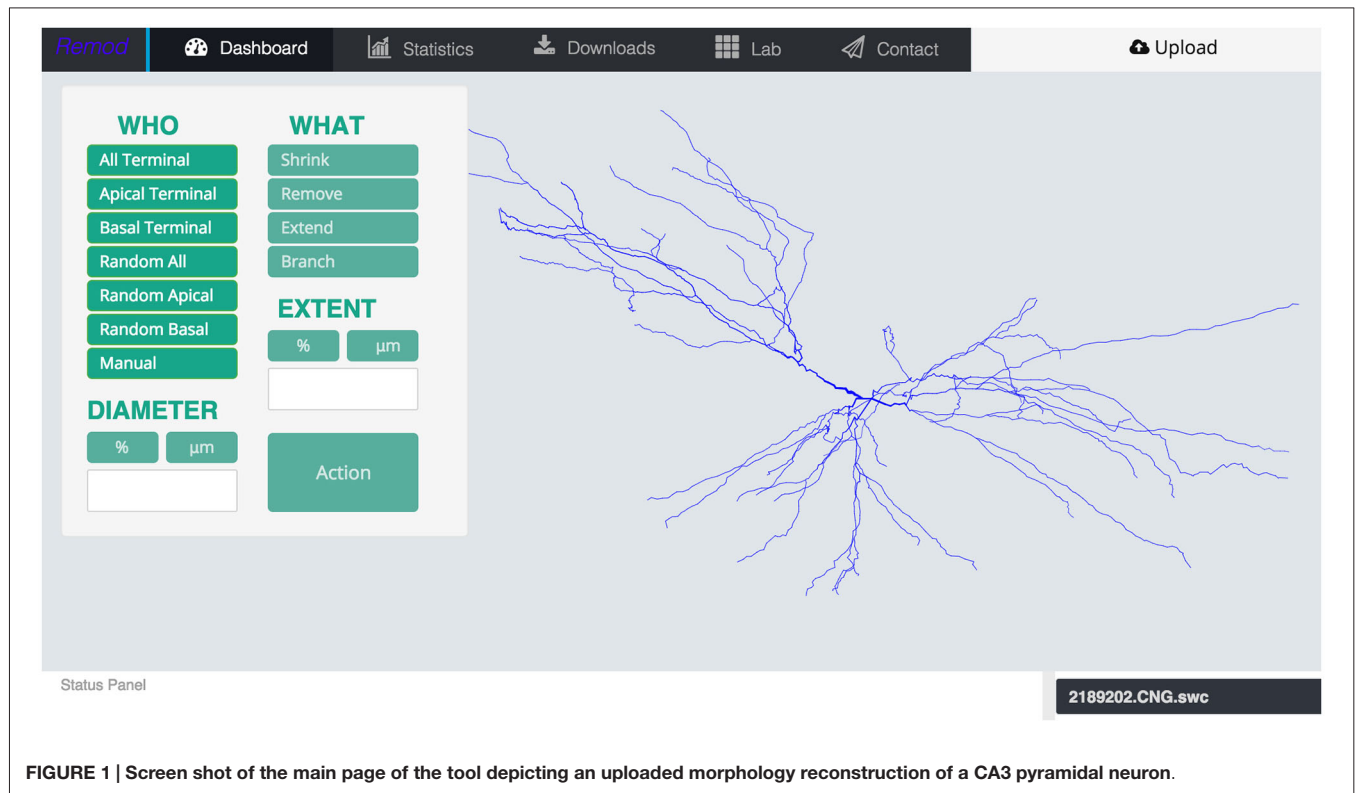 Remod
Dashboard
Statistics
Downloads
Lab
Contact
Upload
WHO
All Terminal
Apical Terminal
Basal Terminal
Random All
Random Apical
Random Basal
Manual
DIAMETER
% µm
WHAT
Shrink
Remove
Extend
Branch
EXTENT
% µm
Action
Status Panel
2189202.CNG.swc
FIGURE 1 | Screen shot of the main page of the tool depicting an uploaded morphology reconstruction of a CA3 pyramidal neuron.